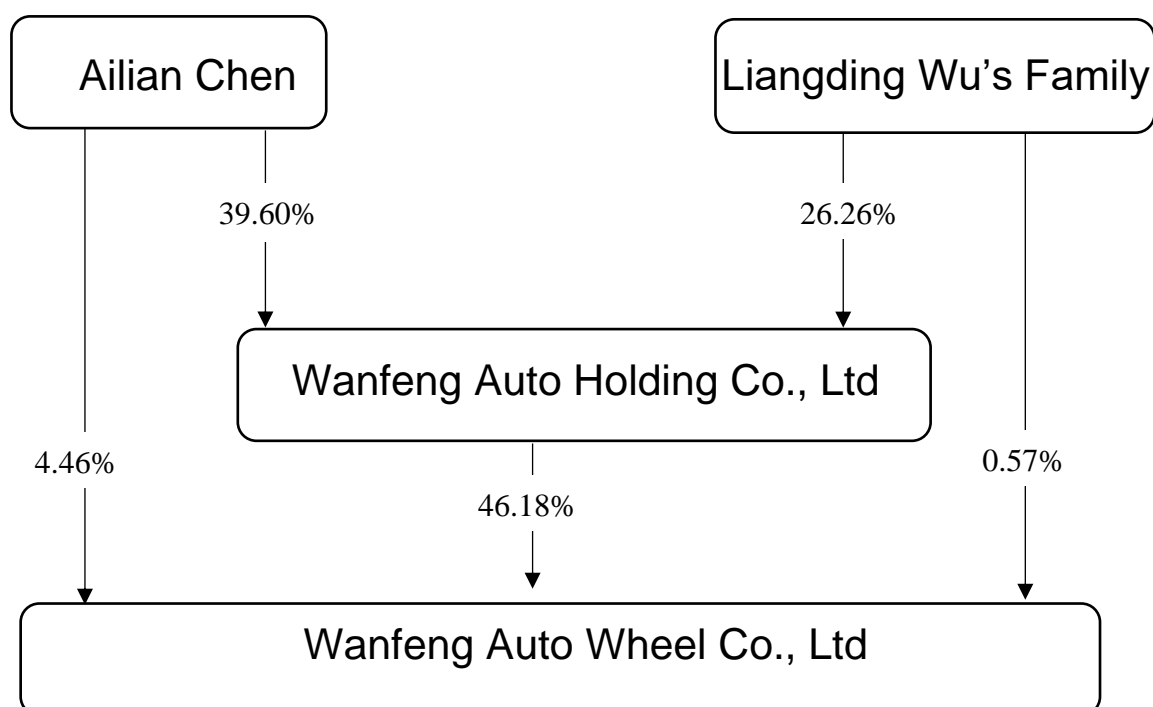 Ailian Chen
Liangding Wu’s Family
39.60%
26.26%
Wanfeng Auto Holding Co., Ltd
4.46%
0.57%
46.18%
Wanfeng Auto Wheel Co., Ltd